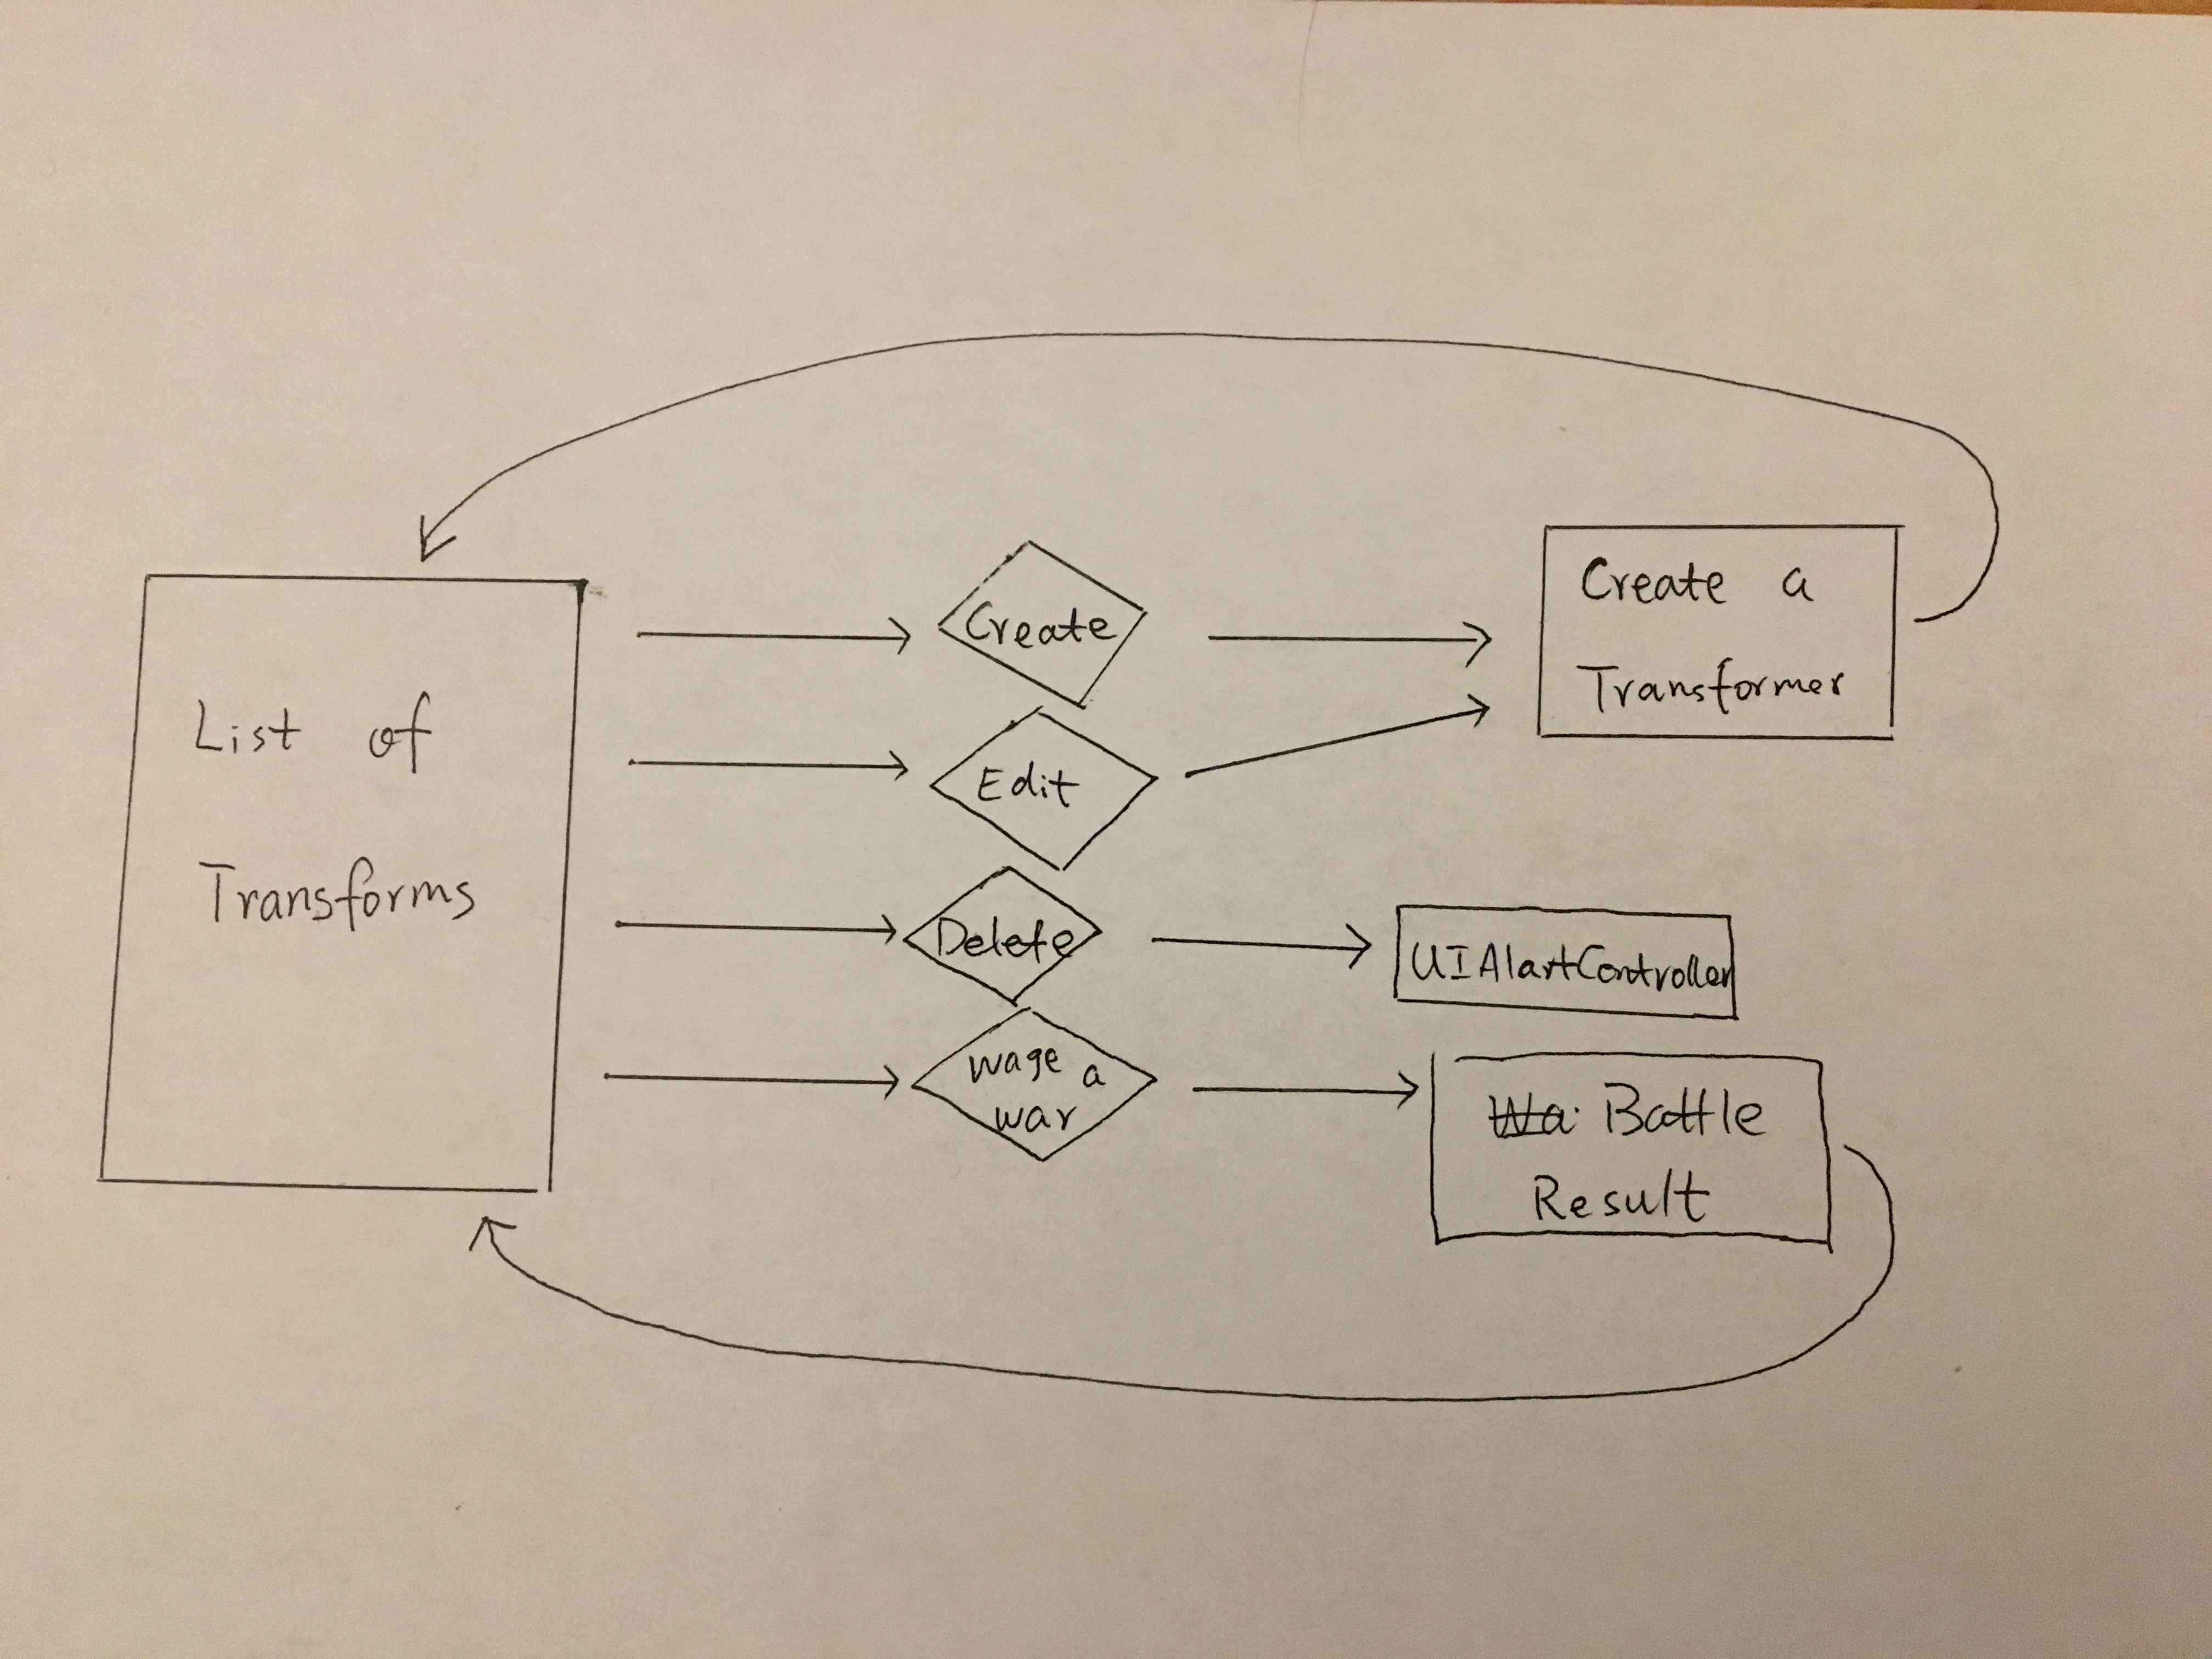 List of
Transforms
Create
Edit
Delete
Wage a
war
Create a
Transformer
UIAlartController
Wa Battle
Result